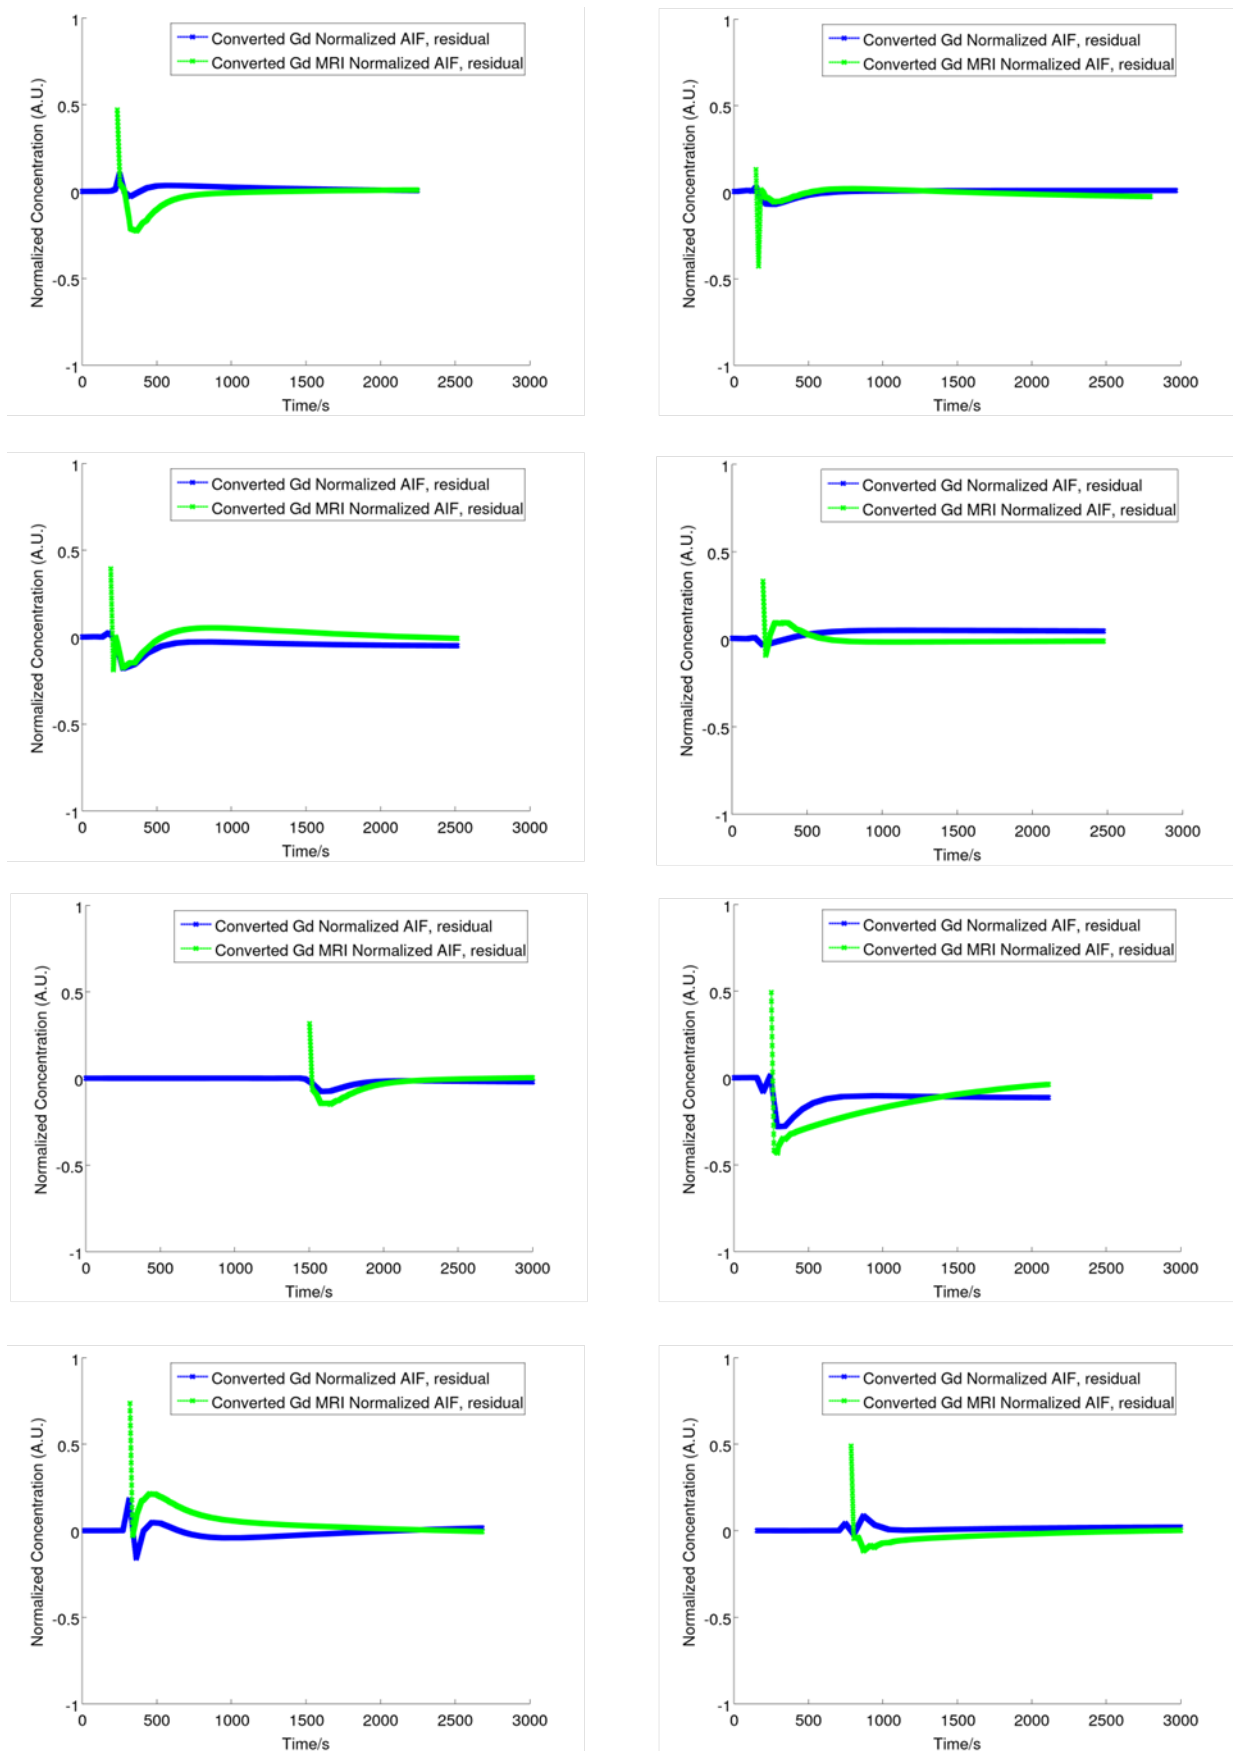 1
Converted Gd Normalized AIF, residual
Converted Gd MRI Normalized AIF, residual
0.5
0
-0.5
-1
Normalized Concentration (A.U.)
0 500 1000 1500 2000 2500 3000
Time/s
1
Converted Gd Normalized AIF, residual
Converted Gd MRI Normalized AIF, residual
0.5
0
-0.5
-1
Normalized Concentration (A.U.)
0 500 1000 1500 2000 2500 3000
Time/s
1
Converted Gd Normalized AIF, residual
Converted Gd MRI Normalized AIF, residual
0.5
0
-0.5
-1
Normalized Concentration (A.U.)
0 500 1000 1500 2000 2500 3000
Time/s
1
Converted Gd Normalized AIF, residual
Converted Gd MRI Normalized AIF, residual
0.5
0
-0.5
-1
Normalized Concentration (A.U.)
0 500 1000 1500 2000 2500 3000
Time/s
1
Converted Gd Normalized AIF, residual
Converted Gd MRI Normalized AIF, residual
0.5
0
-0.5
-1
Normalized Concentration (A.U.)
0 500 1000 1500 2000 2500 3000
Time/s
1
Converted Gd Normalized AIF, residual
Converted Gd MRI Normalized AIF, residual
0.5
0
-0.5
-1
Normalized Concentration (A.U.)
0 500 1000 1500 2000 2500 3000
Time/s
1
Converted Gd Normalized AIF, residual
Converted Gd MRI Normalized AIF, residual
0.5
0
-0.5
-1
Normalized Concentration (A.U.)
0 500 1000 1500 2000 2500 3000
Time/s
1
Converted Gd Normalized AIF, residual
Converted Gd MRI Normalized AIF, residual
0.5
0
-0.5
-1
Normalized Concentration (A.U.)
0 500 1000 1500 2000 2500 3000
Time/s